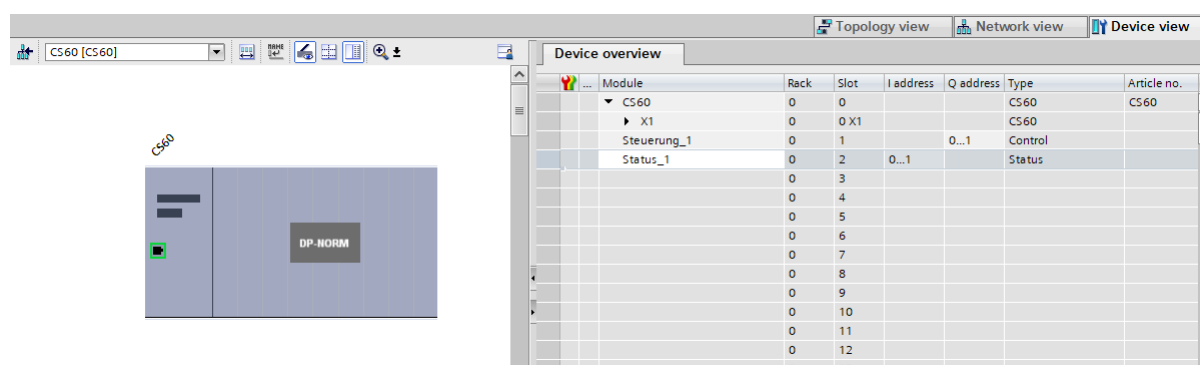 Topology view Network view Device view
CS60 [CS60]
Device overview
... Module Rack Slot I address Q address Type Article no.
CS60 0 0 CS60 CS60
X1 0 0 X1 CS60
Steuerung_1 0 1 0...1 Control
Status_1 0 2 0...1 Status
0 3
0 4
0 5
0 6
0 7
0 8
0 9
0 10
0 11
0 12
CS60
DP-NORM